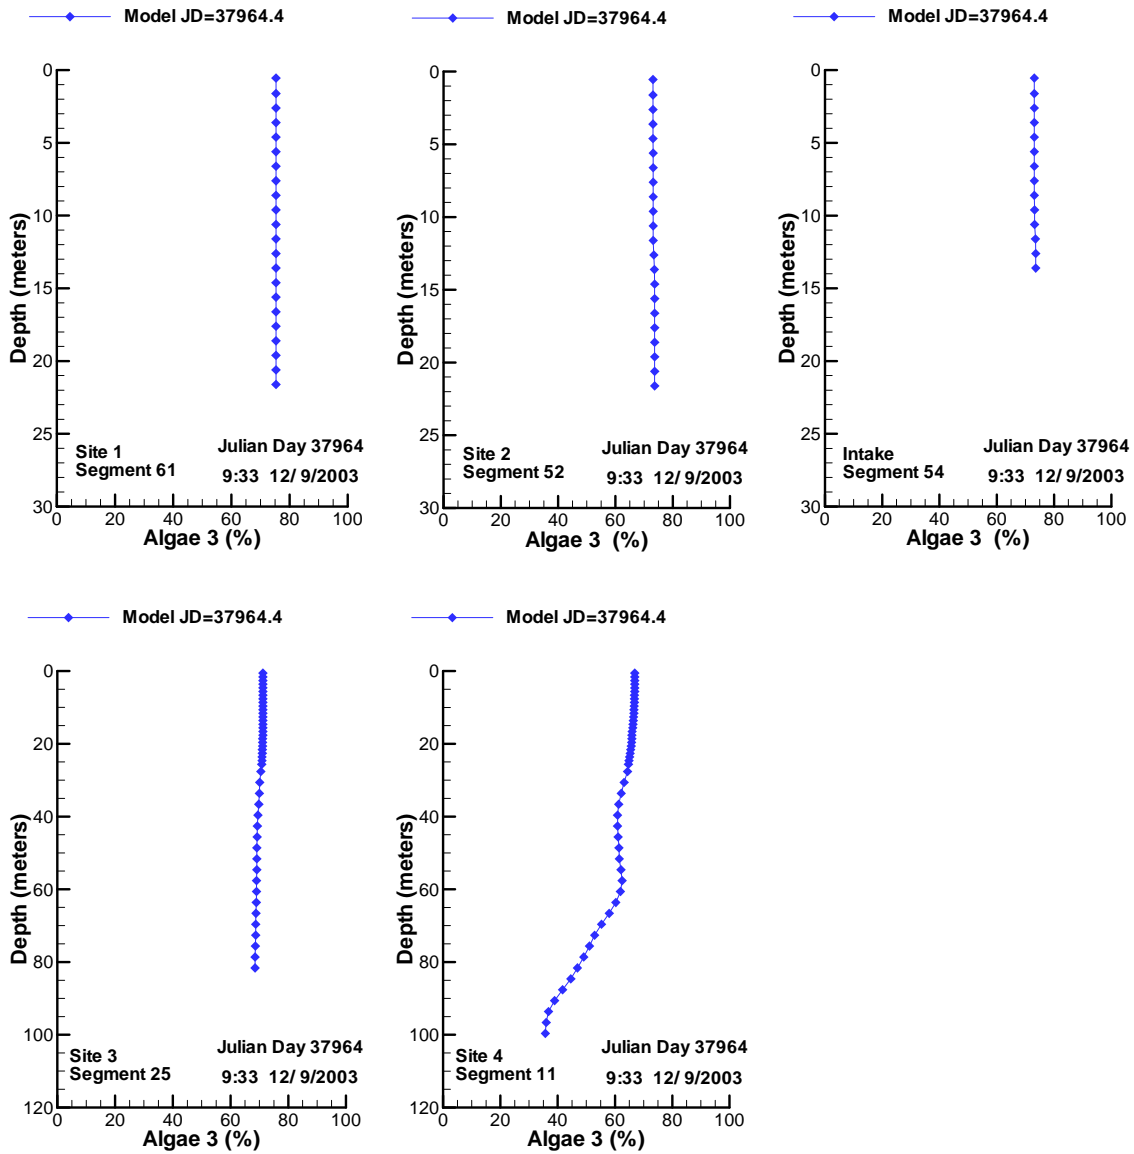 Model JD=37964.4
0
5
10
15
20
25
30
Depth (meters)
Site 1
Segment 61
Julian Day 37964
9:33 12/ 9/2003
0 20 40 60 80 100
Algae 3 (%)
Model JD=37964.4
0
5
10
15
20
25
30
Depth (meters)
Site 2
Segment 52
Julian Day 37964
9:33 12/ 9/2003
0 20 40 60 80 100
Algae 3 (%)
Model JD=37964.4
0
5
10
15
20
25
30
Depth (meters)
Intake
Segment 54
Julian Day 37964
9:33 12/ 9/2003
0 20 40 60 80 100
Algae 3 (%)
Model JD=37964.4
0
20
40
60
80
100
120
Depth (meters)
Site 3
Segment 25
Julian Day 37964
9:33 12/ 9/2003
0 20 40 60 80 100
Algae 3 (%)
Model JD=37964.4
0
20
40
60
80
100
120
Depth (meters)
Site 4
Segment 11
Julian Day 37964
9:33 12/ 9/2003
0 20 40 60 80 100
Algae 3 (%)